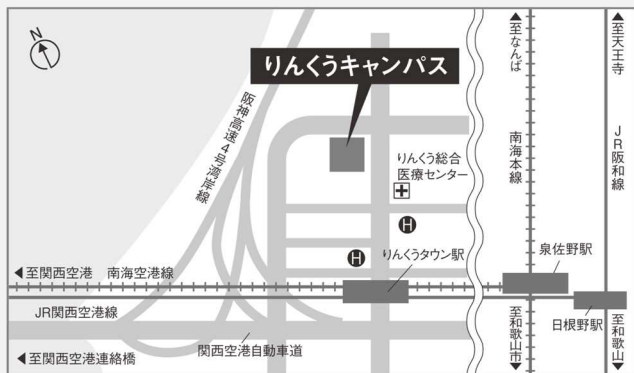 N
りんくうキャンパス
阪神高速4号湾岸線
りんくう総合
医療センター
H
H
りんくうタウン駅
▲至なんば
南海本線
▲至天王寺
JR阪和線
泉佐野駅
日根野駅
◀至関西空港 南海空港線
JR関西空港線
関西空港自動車道
◀至関西空港連絡橋
至和歌山市▼
至和歌山▼